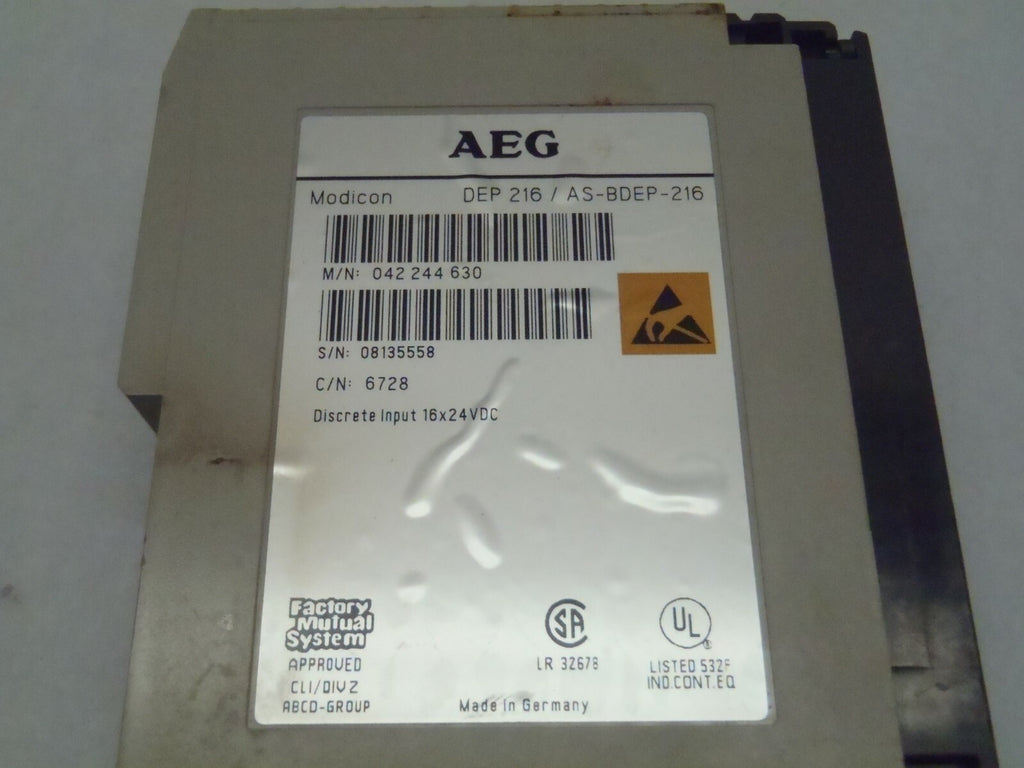 AEG
Modicon DEP 216 / AS-BDEP-216
M/N: 042 244 630
S/N: 08135558
C/N: 6728
Discrete Input 16x24VDC
Factory Mutual System
APPROVED
CLI/DIV2
ABCD-GROUP
SA
LR 32678
UL
LISTED 532F
IND.CONT.EQ
Made in Germany